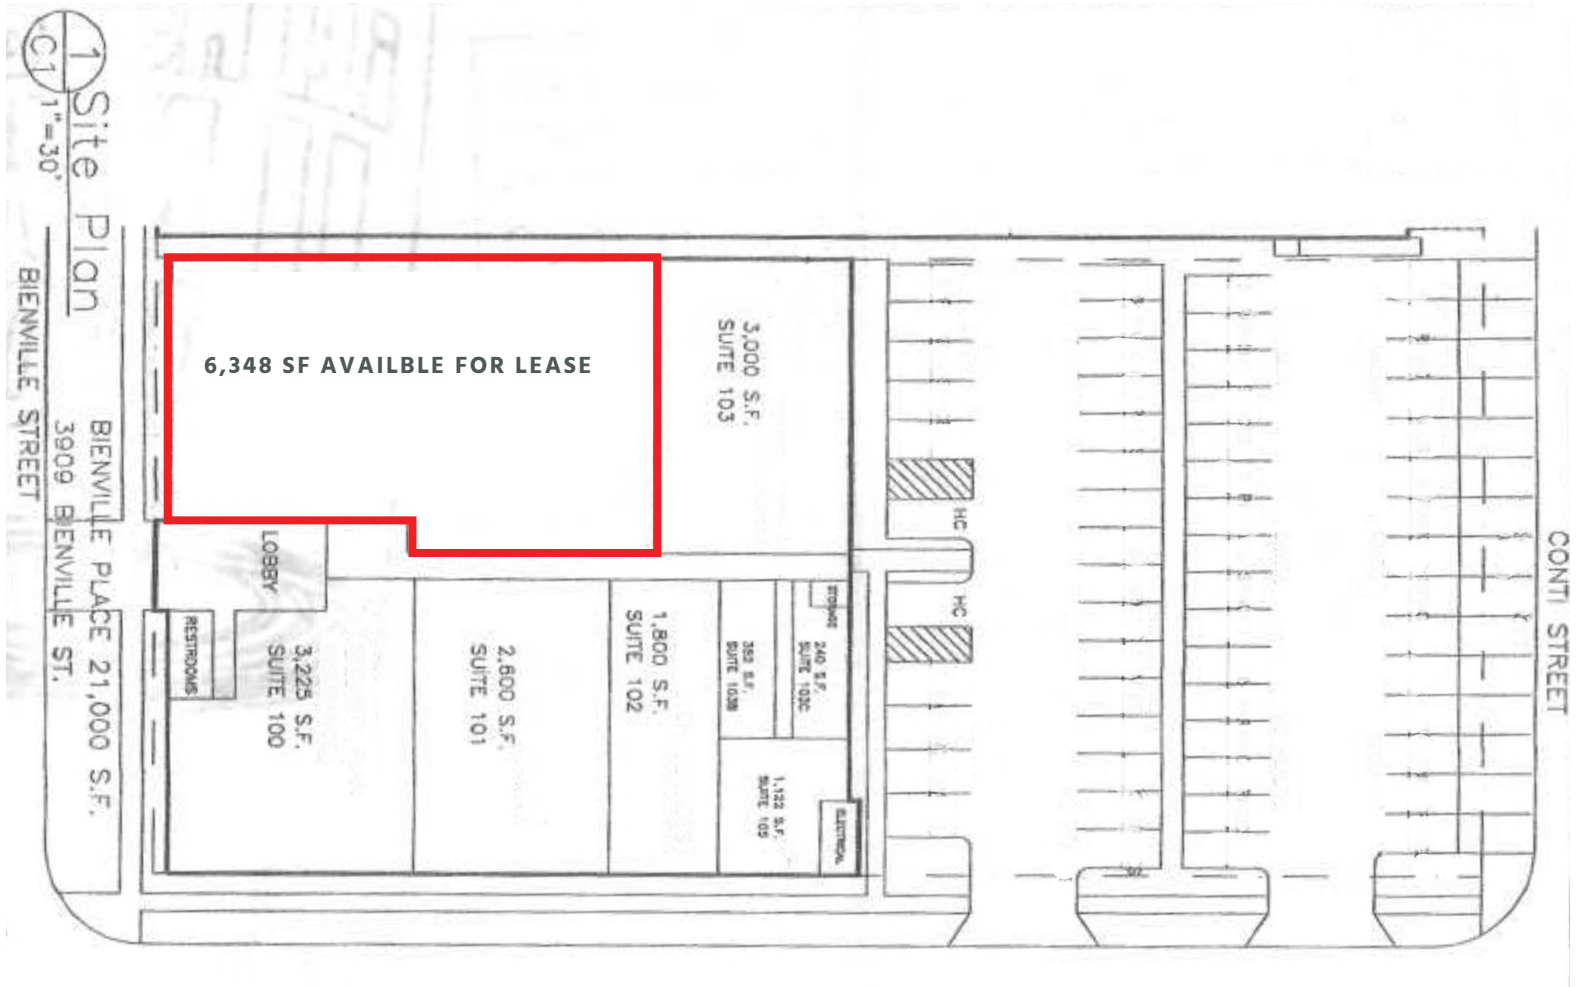 1
C1
Site Plan
1"=30'
BIENVILLE STREET
BIENVILLE PLACE 21,000 S.F.
3909 BIENVILLE ST.
6,348 SF AVAILBLE FOR LEASE
3,000 S.F.
SUITE 103
LOBBY
RESTROOMS
3,225 S.F.
SUITE 100
2,600 S.F.
SUITE 101
1,800 S.F.
SUITE 102
SUITE 103B
STORAGE
240 S.F.
SUITE 103C
1,122 S.F.
SUITE 105
ELECTRICAL
HC
HC
CONTI STREET